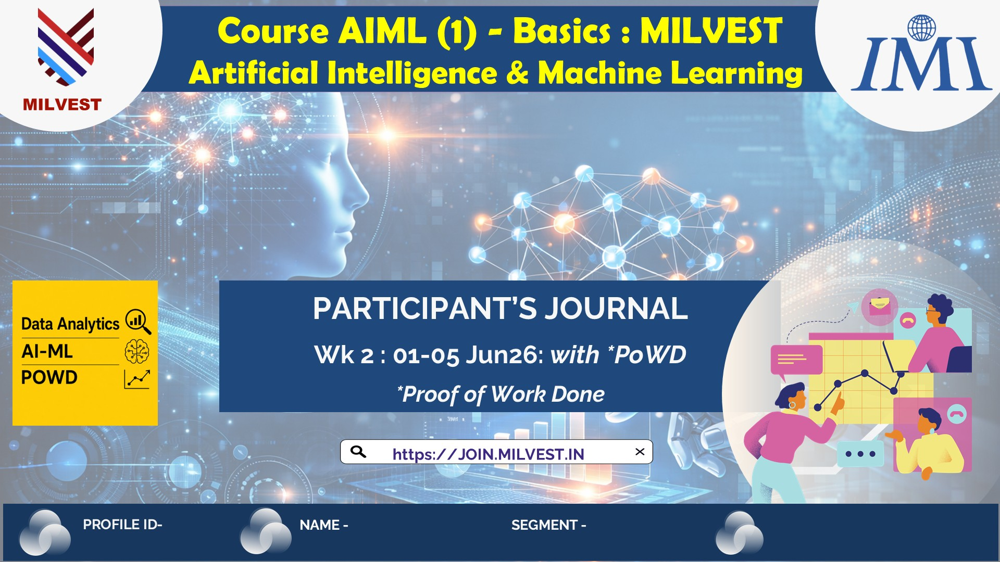 MILVEST
Course AIML (1) - Basics : MILVEST
Artificial Intelligence & Machine Learning
IMI
Data Analytics
AI-ML
POWD
PARTICIPANT’S JOURNAL
Wk 2 : 01-05 Jun26: with *PoWD
*Proof of Work Done
https://JOIN.MILVEST.IN
PROFILE ID-
NAME -
SEGMENT -